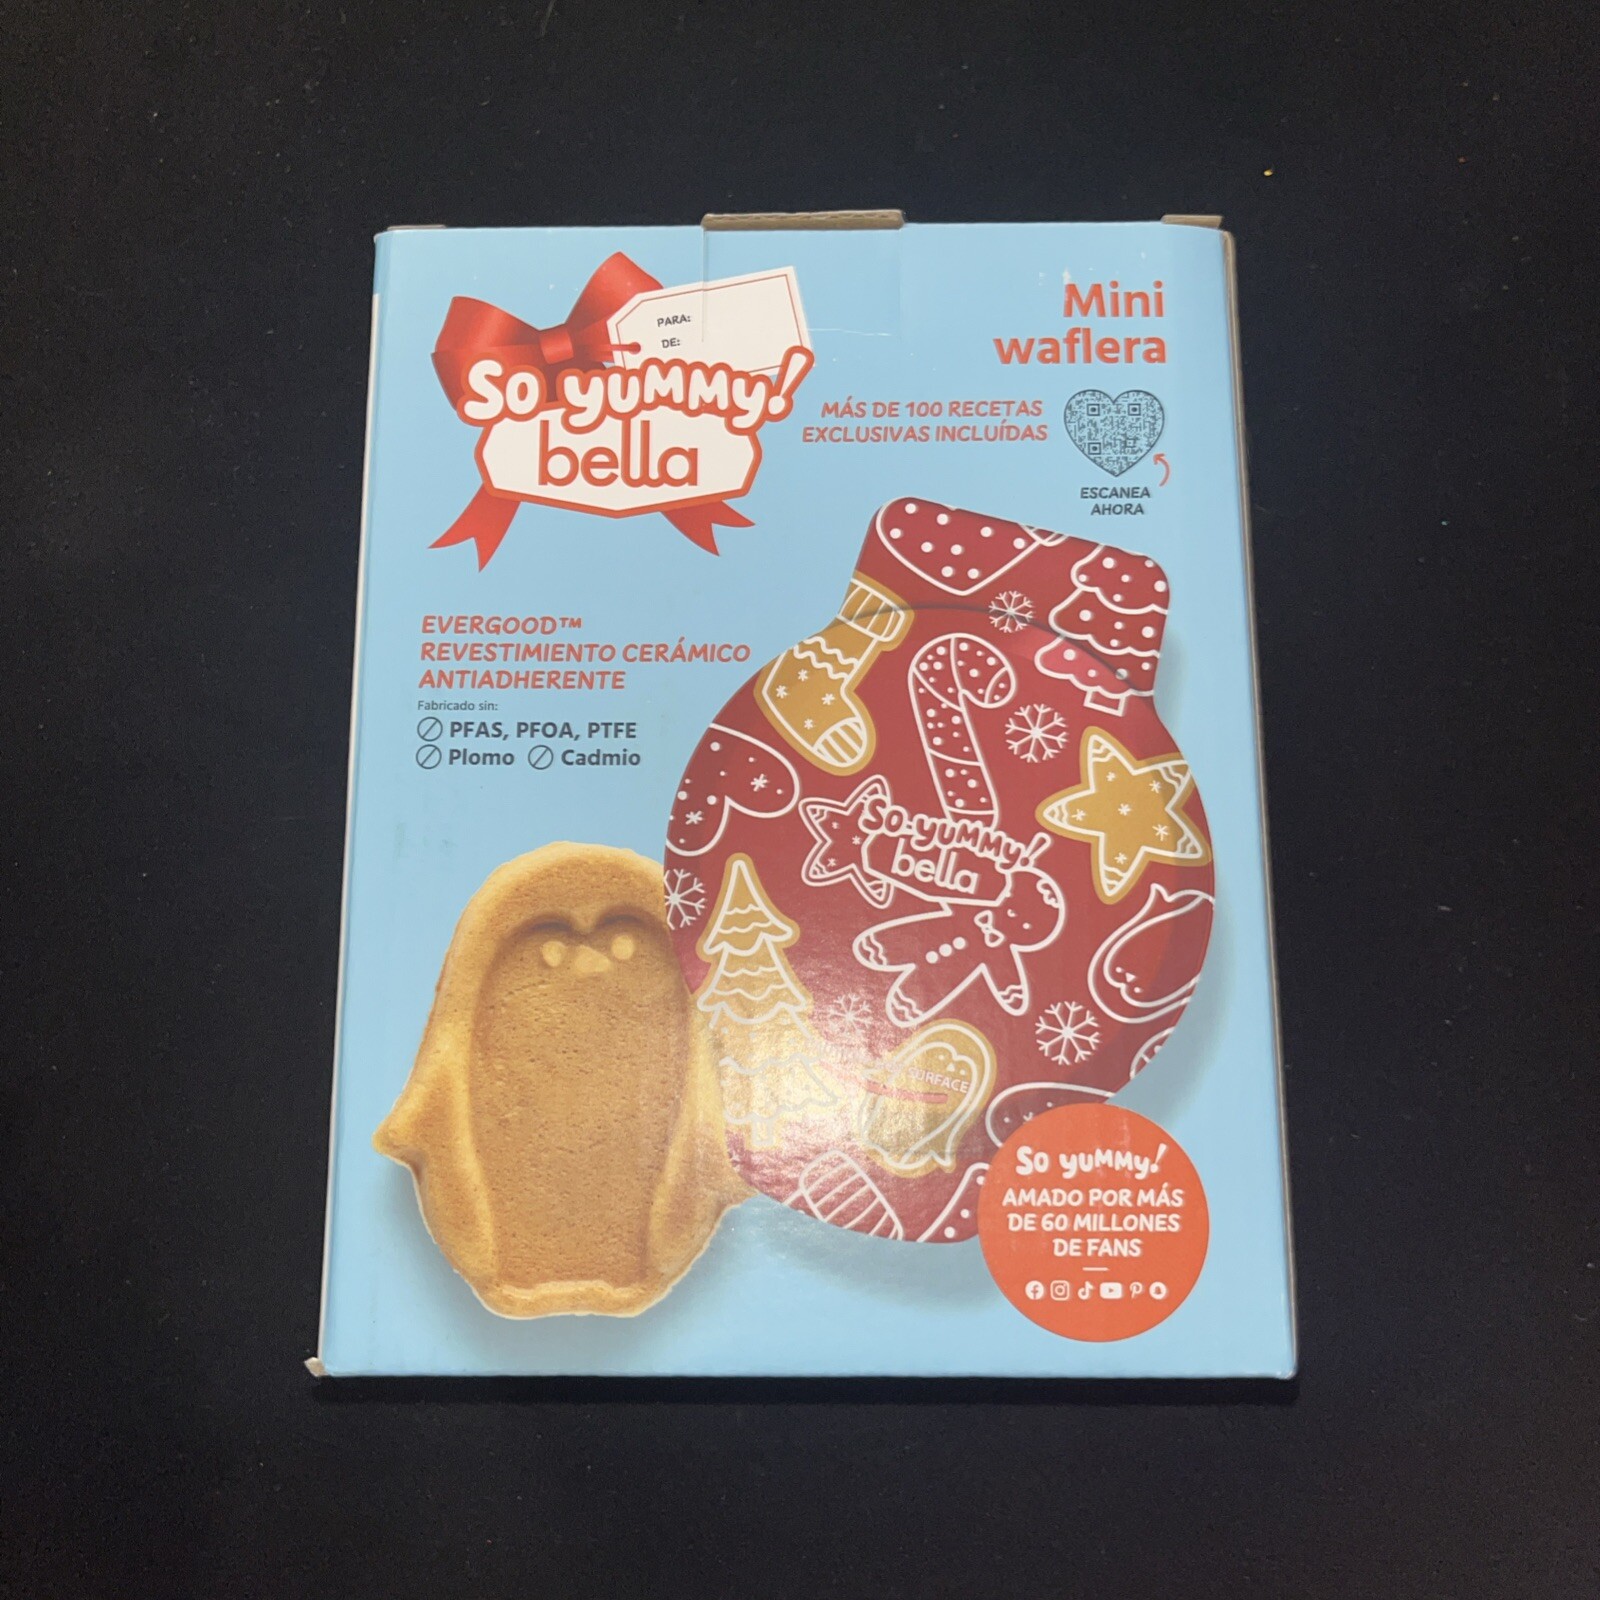 PARA:
DE:
So yummy!
bella
Mini
waflera
MÁS DE 100 RECETAS
EXCLUSIVAS INCLUÍDAS
ESCANEA
AHORA
EVERGOOD™
REVESTIMIENTO CERÁMICO
ANTIADHERENTE
Fabricado sin:
PFAS, PFOA, PTFE
Plomo Cadmio
So yummy!
bella
SURFACE
So yummy!
AMADO POR MÁS
DE 60 MILLONES
DE FANS